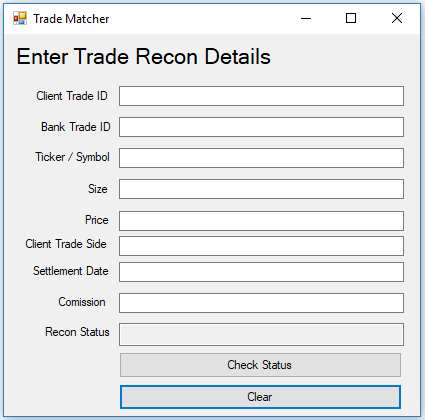 Trade Matcher
Enter Trade Recon Details
Client Trade ID
Bank Trade ID
Ticker / Symbol
Size
Price
Client Trade Side
Settlement Date
Comission
Recon Status
Check Status
Clear